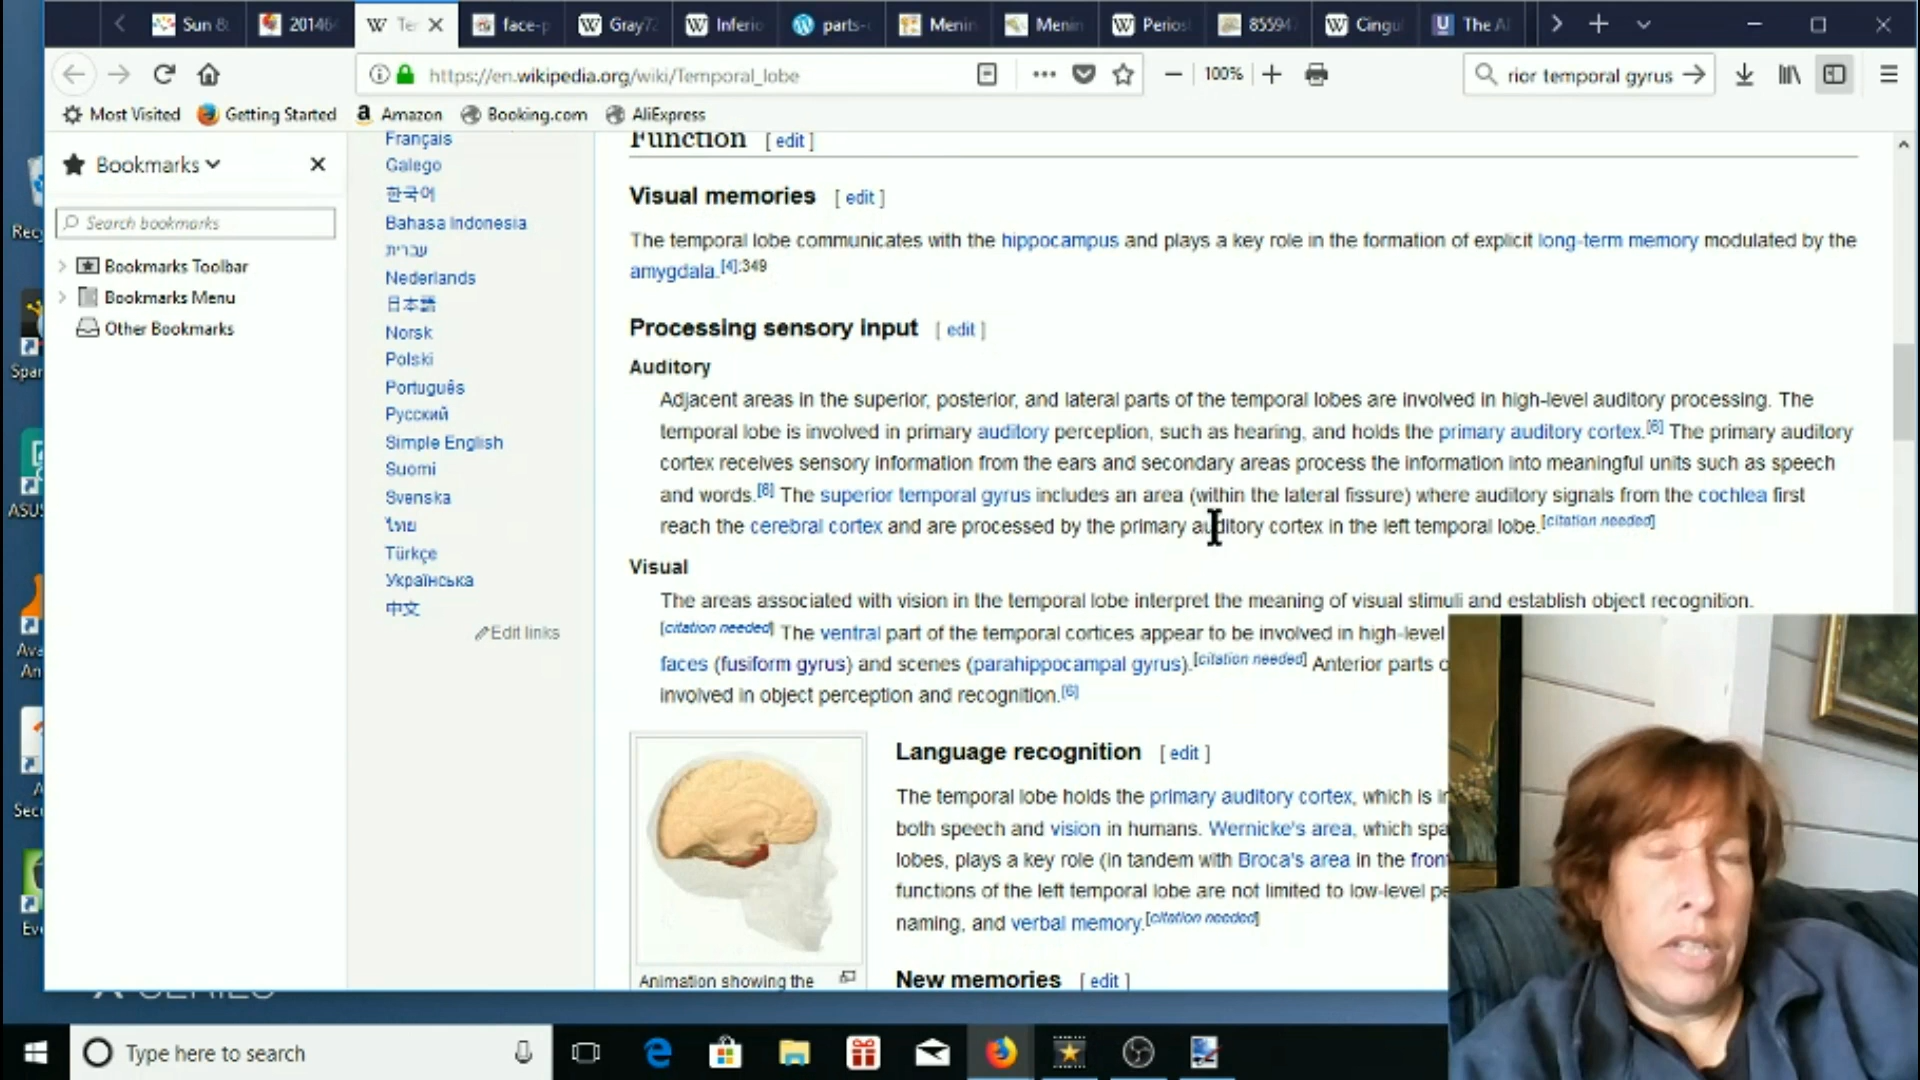 Sun &
20146
Te
face-p
Gray72
Inferio
parts-
Menin
Menin
Perios
85594
Cingu
The A
https://en.wikipedia.org/wiki/Temporal_lobe
100%
rior temporal gyrus
Most Visited
Getting Started
Amazon
Booking.com
AliExpress
Bookmarks
Search bookmarks
Bookmarks Toolbar
Bookmarks Menu
Other Bookmarks
Français
Galego
한국어
Bahasa Indonesia
עברית
Nederlands
日本語
Norsk
Polski
Português
Русский
Simple English
Suomi
Svenska
ไทย
Türkçe
Українська
中文
Edit links
Function [ edit ]
Visual memories [ edit ]
The temporal lobe communicates with the hippocampus and plays a key role in the formation of explicit long-term memory modulated by the
amygdala.[4]:349
Processing sensory input [ edit ]
Auditory
Adjacent areas in the superior, posterior, and lateral parts of the temporal lobes are involved in high-level auditory processing. The
temporal lobe is involved in primary auditory perception, such as hearing, and holds the primary auditory cortex.[6] The primary auditory
cortex receives sensory information from the ears and secondary areas process the information into meaningful units such as speech
and words.[6] The superior temporal gyrus includes an area (within the lateral fissure) where auditory signals from the cochlea first
reach the cerebral cortex and are processed by the primary auditory cortex in the left temporal lobe.[citation needed]
Visual
The areas associated with vision in the temporal lobe interpret the meaning of visual stimuli and establish object recognition.
[citation needed] The ventral part of the temporal cortices appear to be involved in high-level
faces (fusiform gyrus) and scenes (parahippocampal gyrus).[citation needed] Anterior parts o
involved in object perception and recognition.[6]
Language recognition [ edit ]
The temporal lobe holds the primary auditory cortex, which is in
both speech and vision in humans. Wernicke's area, which spa
lobes, plays a key role (in tandem with Broca's area in the front
functions of the left temporal lobe are not limited to low-level pe
naming, and verbal memory.[citation needed]
Animation showing the
New memories [ edit ]
Recy
Spar
ASUS
Ava
An
A
Sec
Eve
Type here to search